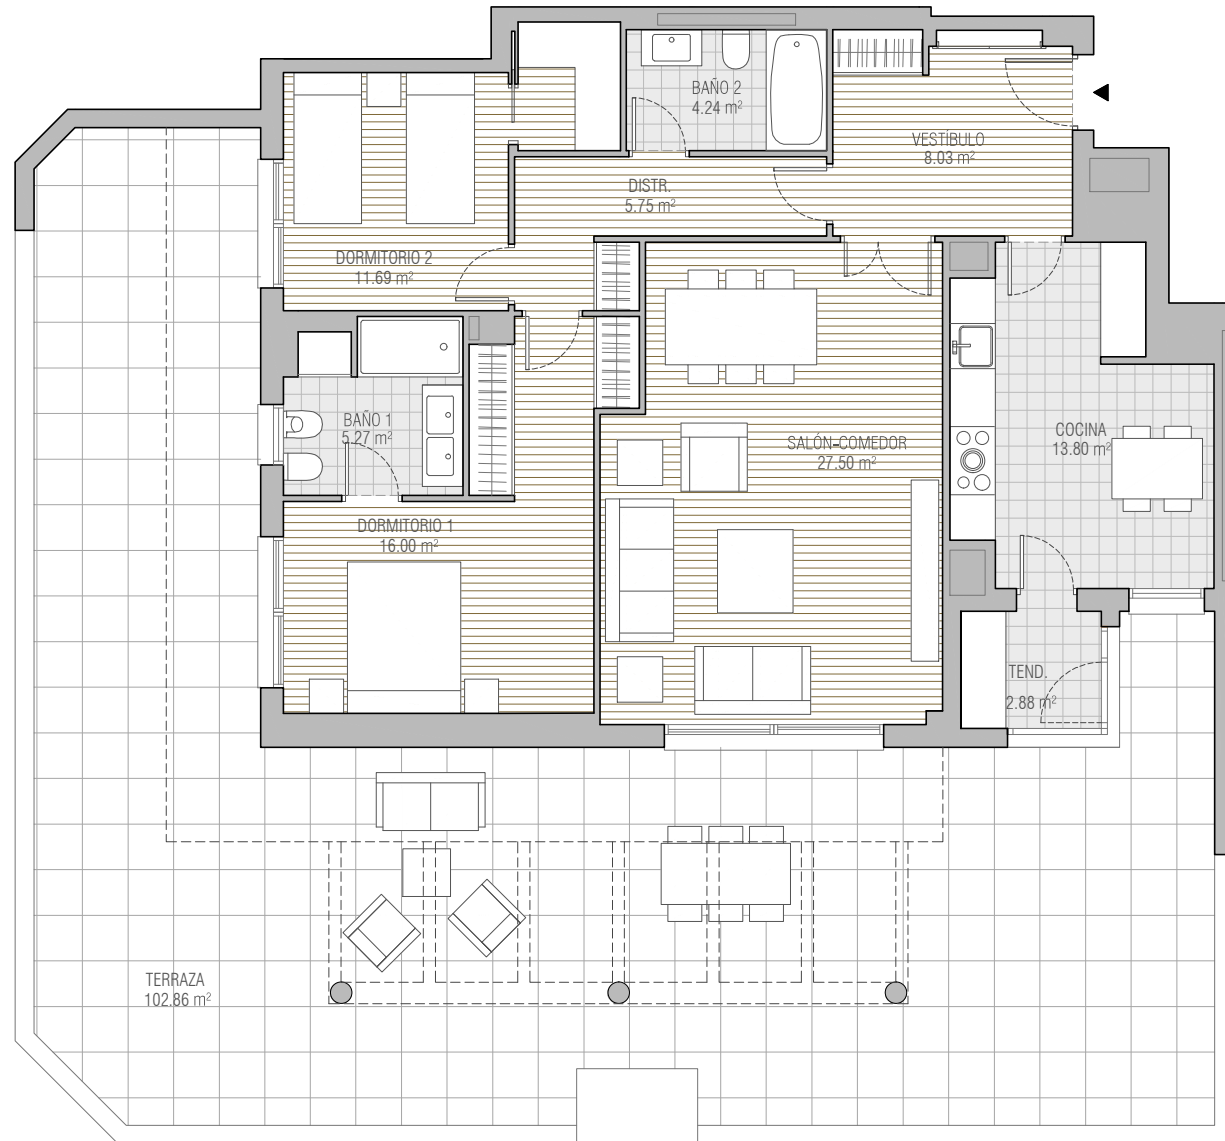 BAÑO 2
4.24 m²
VESTÍBULO
8.03 m²
DISTR.
5.75 m²
DORMITORIO 2
11.69 m²
BAÑO 1
5.27 m²
SALÓN-COMEDOR
27.50 m²
COCINA
13.80 m²
DORMITORIO 1
16.00 m²
TEND.
2.88 m²
TERRAZA
102.86 m²